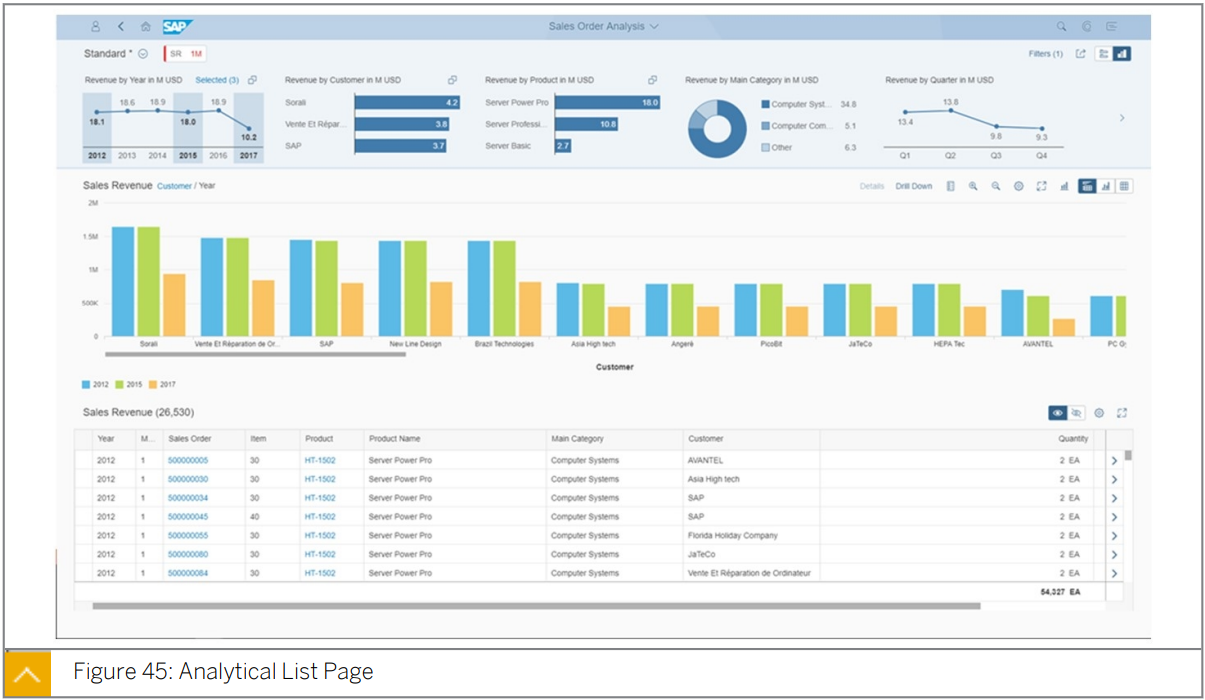 SAP Sales Order Analysis
Standard * SR 1M Filters (1)
Revenue by Year in M USD Selected (3)
18.1 18.6 18.9 18.0 18.9 10.2
2012 2013 2014 2015 2016 2017
Revenue by Customer in M USD
Sorali 4.2
Vente Et Répar... 3.8
SAP 3.7
Revenue by Product in M USD
Server Power Pro 18.0
Server Professi... 10.8
Server Basic 2.7
Revenue by Main Category in M USD
Computer Syst... 34.8
Computer Com... 5.1
Other 6.3
Revenue by Quarter in M USD
13.4 13.8 9.8 9.3
Q1 Q2 Q3 Q4
Sales Revenue Customer / Year Details Drill Down
2M
1.5M
1M
500K
0
Sorali Vente Et Réparation de Or... SAP New Line Design Brazil Technologies Asia High tech Angeré PicoBit JaTeCo HEPA Tec AVANTEL PC
Customer
2012 2015 2017
Sales Revenue (26,530)
Year M... Sales Order Item Product Product Name Main Category Customer Quantity
2012 1 500000005 30 HT-1502 Server Power Pro Computer Systems AVANTEL 2 EA
2012 1 500000030 30 HT-1502 Server Power Pro Computer Systems Asia High tech 2 EA
2012 1 500000034 30 HT-1502 Server Power Pro Computer Systems SAP 2 EA
2012 1 500000045 40 HT-1502 Server Power Pro Computer Systems SAP 2 EA
2012 1 500000055 30 HT-1502 Server Power Pro Computer Systems Florida Holiday Company 2 EA
2012 1 500000080 30 HT-1502 Server Power Pro Computer Systems JaTeCo 2 EA
2012 1 500000084 30 HT-1502 Server Power Pro Computer Systems Vente Et Réparation de Ordinateur 2 EA
54,327 EA
Figure 45: Analytical List Page